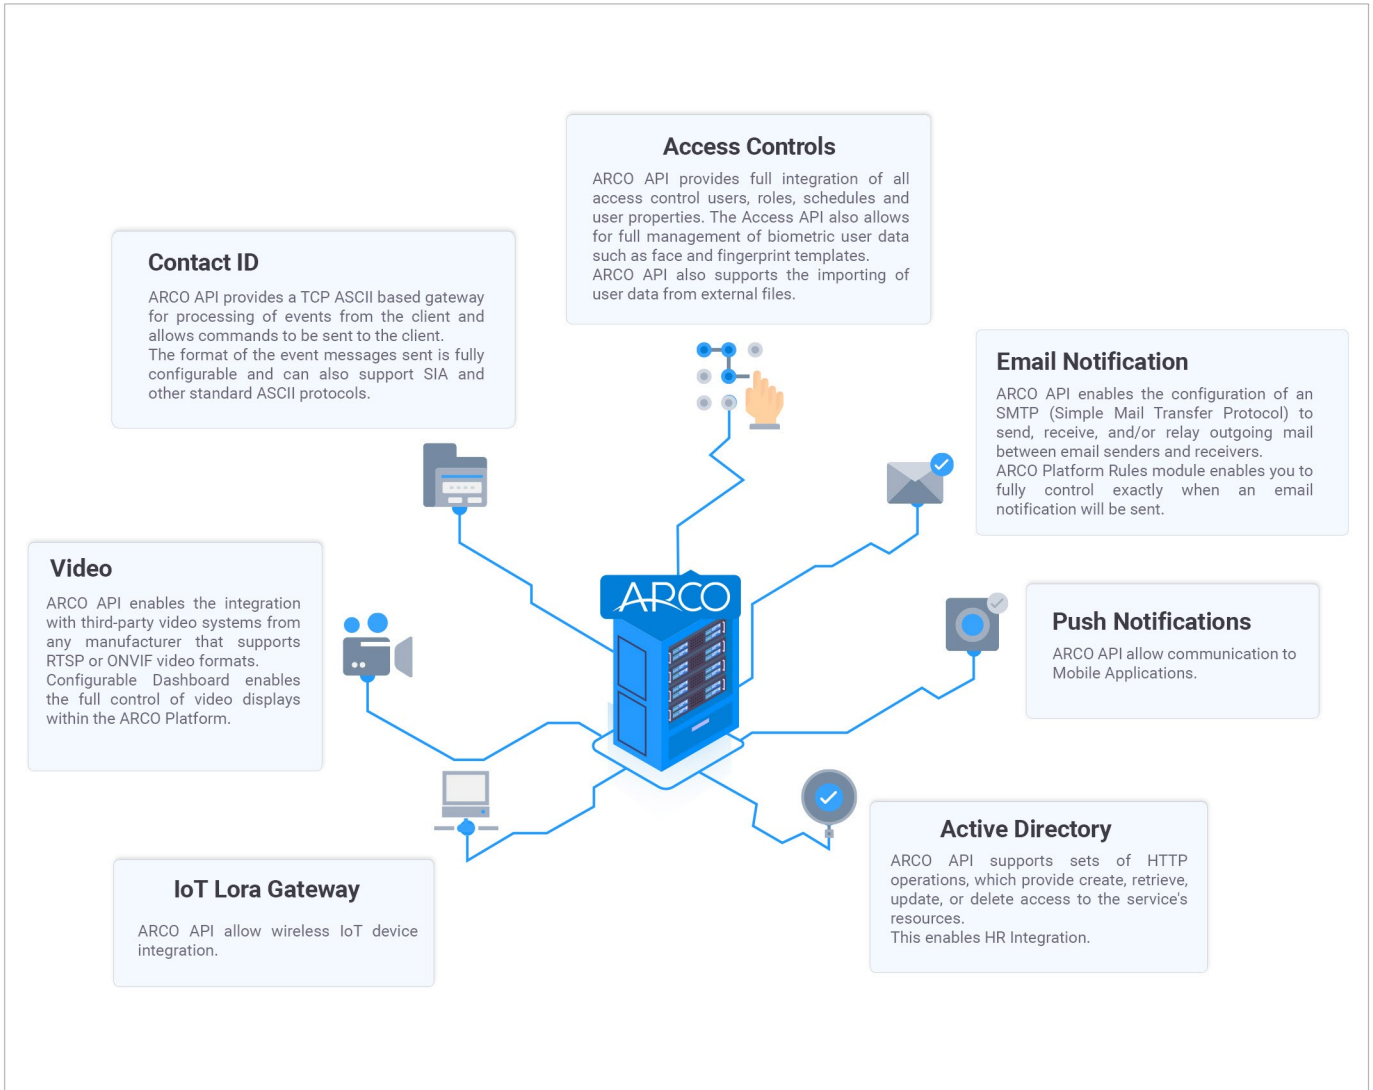 Access Controls
ARCO API provides full integration of all
access control users, roles, schedules and
user properties. The Access API also allows
for full management of biometric user data
such as face and fingerprint templates.
ARCO API also supports the importing of
user data from external files.
Contact ID
ARCO API provides a TCP ASCII based gateway
for processing of events from the client and
allows commands to be sent to the client.
The format of the event messages sent is fully
configurable and can also support SIA and
other standard ASCII protocols.
Email Notification
ARCO API enables the configuration of an
SMTP (Simple Mail Transfer Protocol) to
send, receive, and/or relay outgoing mail
between email senders and receivers.
ARCO Platform Rules module enables you to
fully control exactly when an email
notification will be sent.
Video
ARCO API enables the integration
with third-party video systems from
any manufacturer that supports
RTSP or ONVIF video formats.
Configurable Dashboard enables
the full control of video displays
within the ARCO Platform.
ARCO
Push Notifications
ARCO API allow communication to
Mobile Applications.
IoT Lora Gateway
ARCO API allow wireless IoT device
integration.
Active Directory
ARCO API supports sets of HTTP
operations, which provide create, retrieve,
update, or delete access to the service's
resources.
This enables HR Integration.